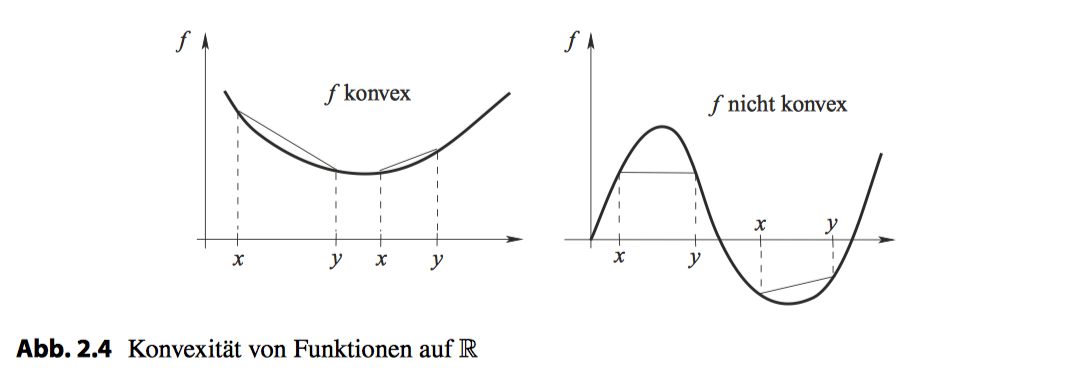 f
f konvex
x y x y
f
f nicht konvex
x y
x y
Abb. 2.4 Konvexität von Funktionen auf ℝ